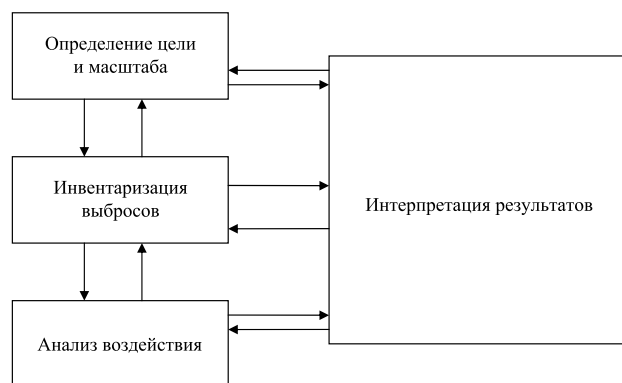 Определение цели
и масштаба
Инвентаризация
выбросов
Интерпретация результатов
Анализ воздействия